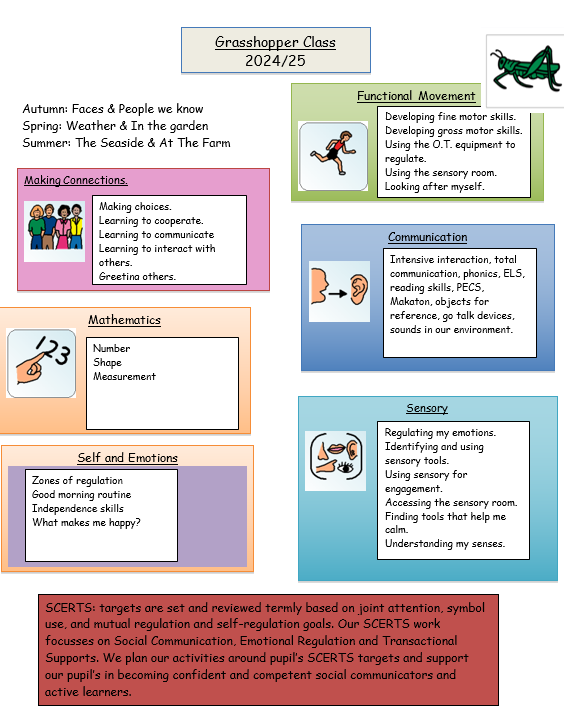 Grasshopper Class
2024/25
Autumn: Faces & People we know
Spring: Weather & In the garden
Summer: The Seaside & At The Farm
Functional Movement
Developing fine motor skills.
Developing gross motor skills.
Using the O.T. equipment to
regulate.
Using the sensory room.
Looking after myself.
Making Connections.
Making choices.
Learning to cooperate.
Learning to communicate
Learning to interact with
others.
Greeting others.
Communication
Intensive interaction, total
communication, phonics, ELS,
reading skills, PECS,
Makaton, objects for
reference, go talk devices,
sounds in our environment.
Mathematics
123
Number
Shape
Measurement
Sensory
Regulating my emotions.
Identifying and using
sensory tools.
Using sensory for
engagement.
Accessing the sensory room.
Finding tools that help me
calm.
Understanding my senses.
Self and Emotions
Zones of regulation
Good morning routine
Independence skills
What makes me happy?
SCERTS: targets are set and reviewed termly based on joint attention, symbol
use, and mutual regulation and self-regulation goals. Our SCERTS work
focusses on Social Communication, Emotional Regulation and Transactional
Supports. We plan our activities around pupil's SCERTS targets and support
our pupil's in becoming confident and competent social communicators and
active learners.